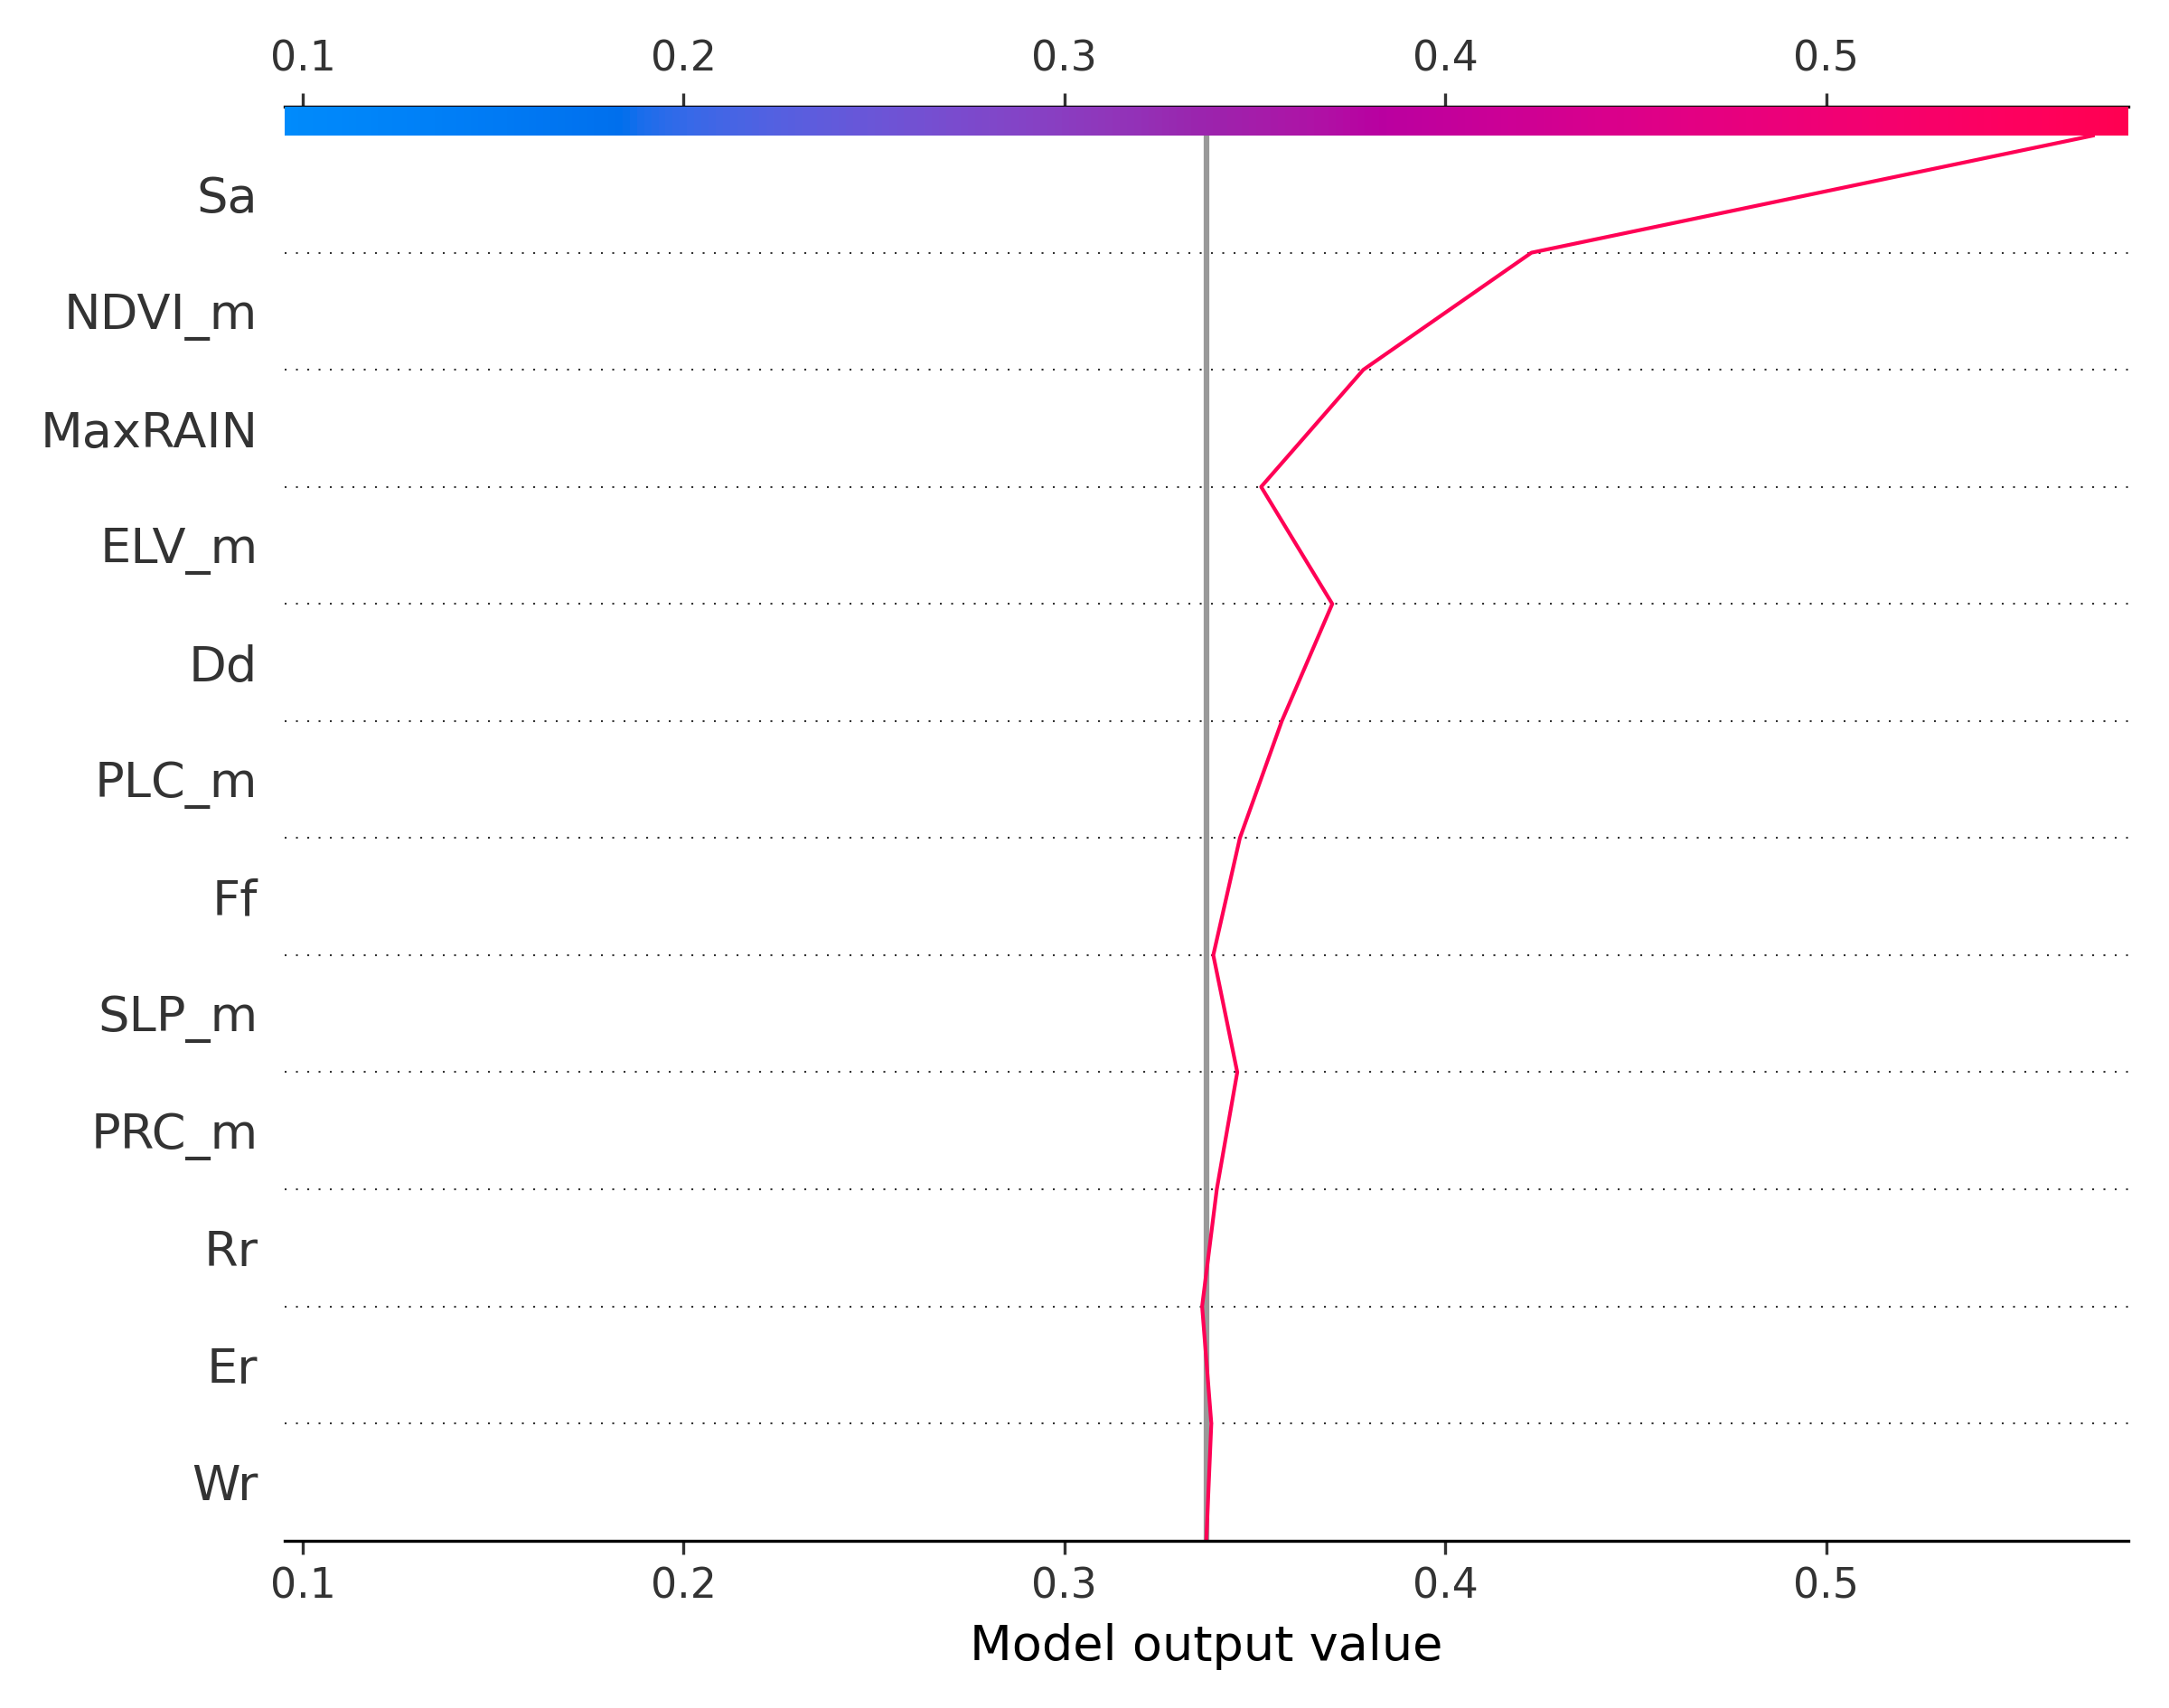 0.1 0.2 0.3 0.4 0.5
Sa
NDVI_m
MaxRAIN
ELV_m
Dd
PLC_m
Ff
SLP_m
PRC_m
Rr
Er
Wr
0.1 0.2 0.3 0.4 0.5
Model output value